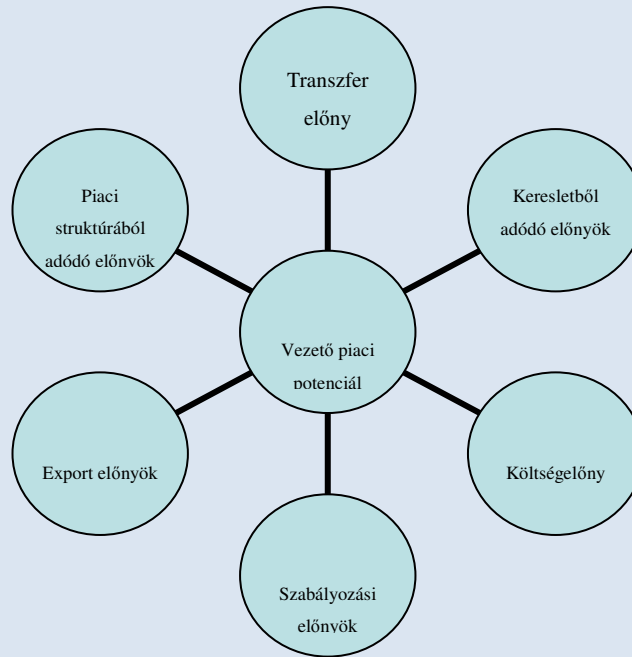 Transzfer
előny
Piaci
struktúrából
adódó előnyök
Keresletből
adódó előnyök
Vezető piaci
potenciál
Export előnyök
Költségelőny
Szabályozási
előnyök